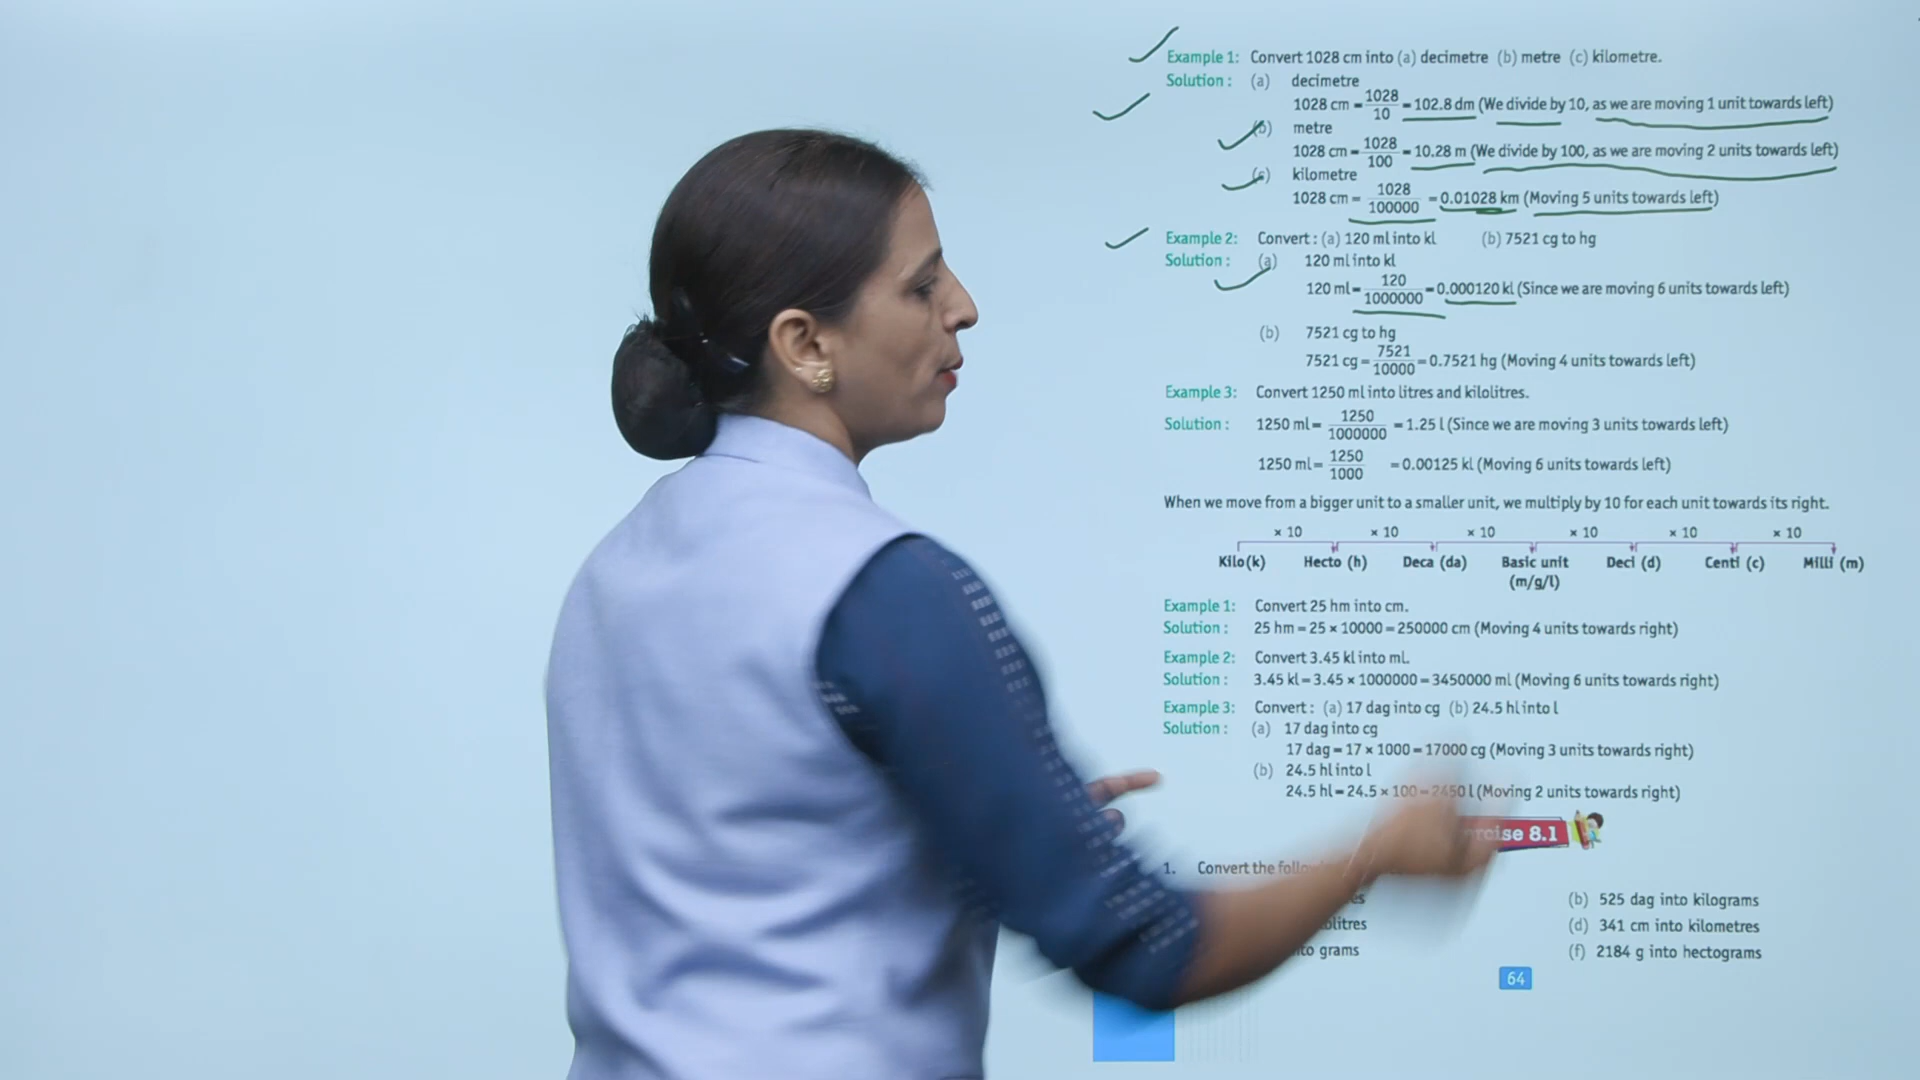 Example 1: Convert 1028 cm into (a) decimetre (b) metre (c) kilometre.
Solution : (a) decimetre
1028 cm = 1028/10 = 102.8 dm (We divide by 10, as we are moving 1 unit towards left)
(b) metre
1028 cm = 1028/100 = 10.28 m (We divide by 100, as we are moving 2 units towards left)
(c) kilometre
1028 cm = 1028/100000 = 0.01028 km (Moving 5 units towards left)
Example 2: Convert : (a) 120 ml into kl (b) 7521 cg to hg
Solution : (a) 120 ml into kl
120 ml = 120/1000000 = 0.000120 kl (Since we are moving 6 units towards left)
(b) 7521 cg to hg
7521 cg = 7521/10000 = 0.7521 hg (Moving 4 units towards left)
Example 3: Convert 1250 ml into litres and kilolitres.
Solution : 1250 ml = 1250/1000000 = 1.25 l (Since we are moving 3 units towards left)
1250 ml = 1250/1000 = 0.00125 kl (Moving 6 units towards left)
When we move from a bigger unit to a smaller unit, we multiply by 10 for each unit towards its right.
× 10 × 10 × 10 × 10 × 10 × 10
Kilo(k) Hecto (h) Deca (da) Basic unit Deci (d) Centi (c) Milli (m)
(m/g/l)
Example 1: Convert 25 hm into cm.
Solution : 25 hm = 25 × 10000 = 250000 cm (Moving 4 units towards right)
Example 2: Convert 3.45 kl into ml.
Solution : 3.45 kl = 3.45 × 1000000 = 3450000 ml (Moving 6 units towards right)
Example 3: Convert : (a) 17 dag into cg (b) 24.5 hl into l
Solution : (a) 17 dag into cg
17 dag = 17 × 1000 = 17000 cg (Moving 3 units towards right)
(b) 24.5 hl into l
24.5 hl = 24.5 × 100 = 2450 l (Moving 2 units towards right)
8.1
1. Convert the
(b) 525 dag into kilograms
(d) 341 cm into kilometres
grams (f) 2184 g into hectograms
64